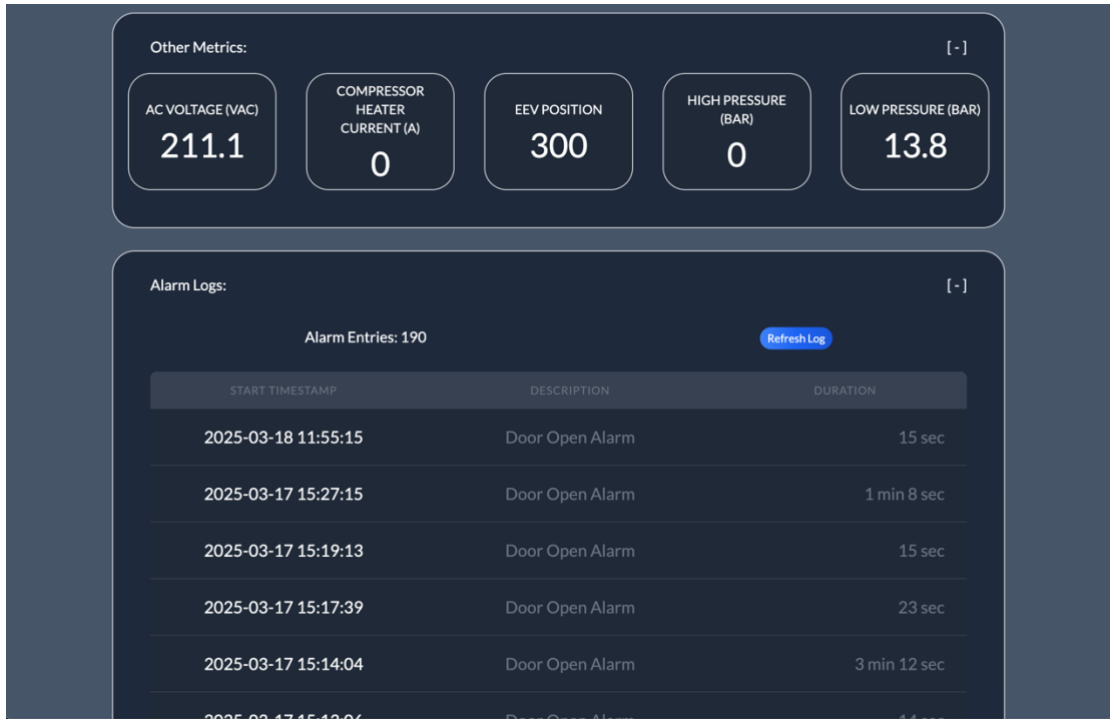 Other Metrics:
[ - ]
AC VOLTAGE (VAC)
211.1
COMPRESSOR
HEATER
CURRENT (A)
0
EEV POSITION
300
HIGH PRESSURE
(BAR)
0
LOW PRESSURE (BAR)
13.8
Alarm Logs:
[ - ]
Alarm Entries: 190
Refresh Log
START TIMESTAMP DESCRIPTION DURATION
2025-03-18 11:55:15 Door Open Alarm 15 sec
2025-03-17 15:27:15 Door Open Alarm 1 min 8 sec
2025-03-17 15:19:13 Door Open Alarm 15 sec
2025-03-17 15:17:39 Door Open Alarm 23 sec
2025-03-17 15:14:04 Door Open Alarm 3 min 12 sec